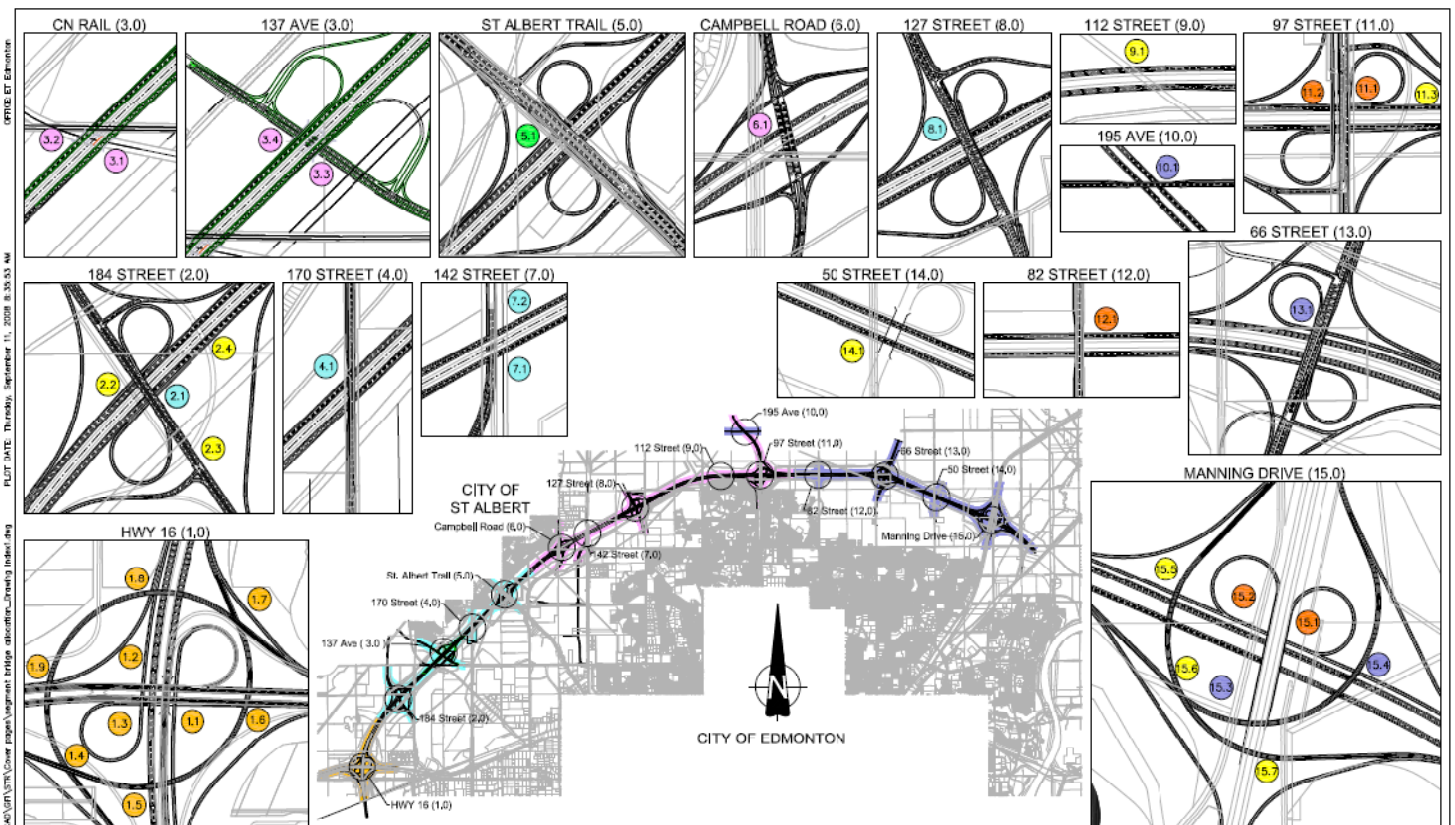 CN RAIL (3.0)
137 AVE (3.0)
ST ALBERT TRAIL (5.0)
CAMPBELL ROAD (6.0)
127 STREET (8.0)
112 STREET (9.0)
97 STREET (11.0)
3.2
3.1
3.4
3.3
5.1
6.1
8.1
9.1
11.2
11.1
11.3
195 AVE (10.0)
10.1
66 STREET (13.0)
13.1
184 STREET (2.0)
170 STREET (4.0)
142 STREET (7.0)
50 STREET (14.0)
82 STREET (12.0)
2.4
2.2
2.1
2.3
4.1
7.2
7.1
14.1
12.1
MANNING DRIVE (15.0)
15.5
15.2
15.1
15.4
15.6
15.3
15.7
HWY 16 (1.0)
1.8
1.7
1.2
1.9
1.3
1.1
1.6
1.4
1.5
195 Ave (10.0)
112 Street (9.0)
97 Street (11.0)
66 Street (13.0)
50 Street (14.0)
CITY OF
ST ALBERT
127 Street (8.0)
82 Street (12.0)
Campbell Road (6.0)
142 Street (7.0)
Manning Drive (15.0)
St. Albert Trail (5.0)
170 Street (4.0)
137 Ave (3.0)
184 Street (2.0)
HWY 16 (1.0)
N
CITY OF EDMONTON
OFFICE: ET Edmonton
PLOT DATE: Thursday, September 11, 2008 8:35:53 AM
\STR\Cover pages\segment bridge allocation_Drawing Index1.dwg